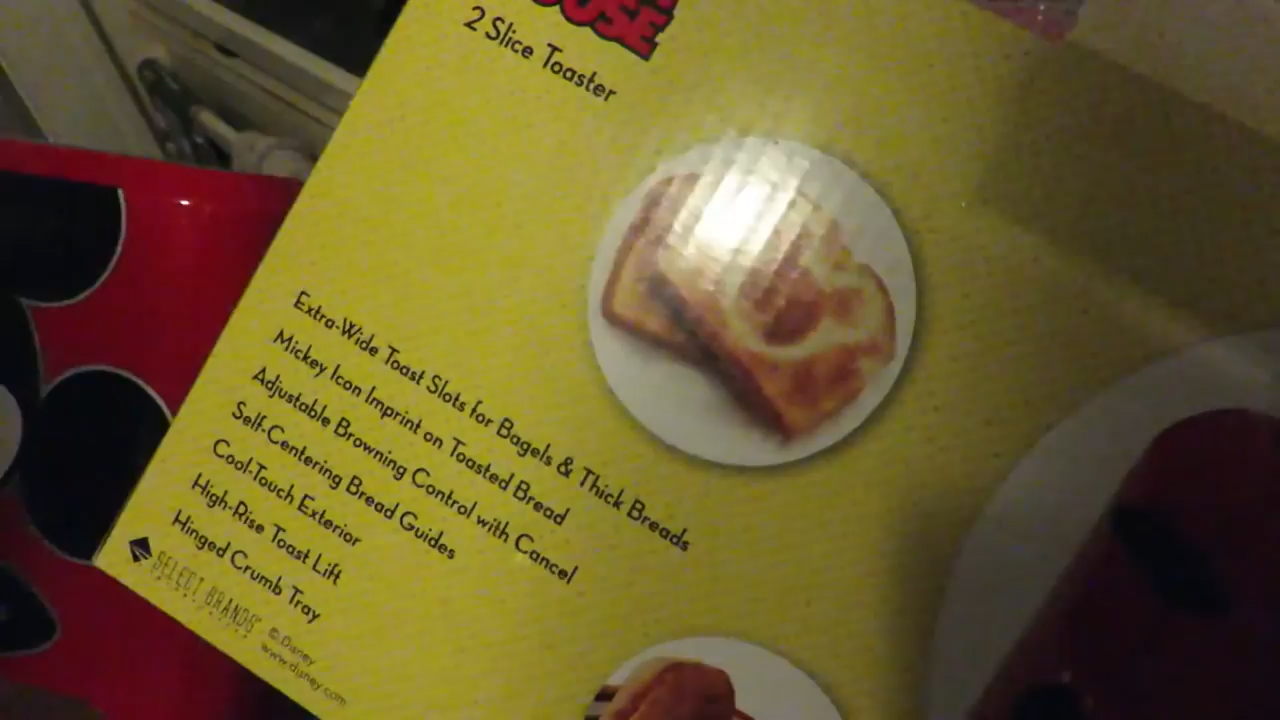 2 Slice Toaster
Extra-Wide Toast Slots for Bagels & Thick Breads
Mickey Icon Imprint on Toasted Bread
Adjustable Browning Control with Cancel
Self-Centering Bread Guides
Cool-Touch Exterior
High-Rise Toast Lift
Hinged Crumb Tray
SELECT BRANDS
© Disney
www.disney.com